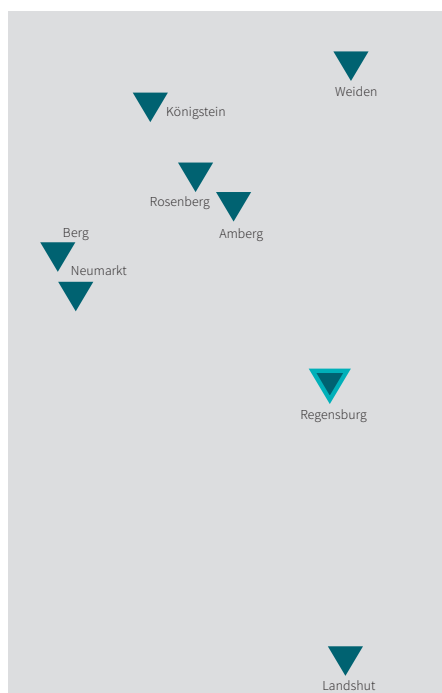 Weiden
Königstein
Rosenberg
Amberg
Berg
Neumarkt
Regensburg
Landshut